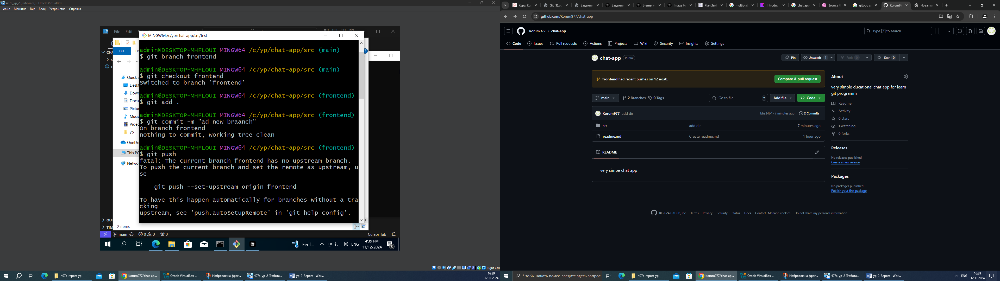 407a_yp_2 [Работает] - Oracle VirtualBox
Файл Машина Вид Ввод Устройства Справка
File Edit
MINGW64:/c/yp/chat-app/src/test
File
Quick a
Deskt
Down
Docu
Pictur
Music
Videc
yp
OneDri
This PC
Netwo
2 items
admin@DESKTOP-MHFLOUI MINGW64 /c/yp/chat-app/src (main)
$ git branch frontend
admin@DESKTOP-MHFLOUI MINGW64 /c/yp/chat-app/src (main)
$ git checkout frontend
Switched to branch 'frontend'
admin@DESKTOP-MHFLOUI MINGW64 /c/yp/chat-app/src (frontend)
$ git add .
admin@DESKTOP-MHFLOUI MINGW64 /c/yp/chat-app/src (frontend)
$ git commit -m "ad new braanch"
On branch frontend
nothing to commit, working tree clean
admin@DESKTOP-MHFLOUI MINGW64 /c/yp/chat-app/src (frontend)
$ git push
fatal: The current branch frontend has no upstream branch.
To push the current branch and set the remote as upstream, u
se
git push --set-upstream origin frontend
To have this happen automatically for branches without a tra
cking
upstream, see 'push.autoSetupRemote' in 'git help config'.
main 0 0 0 Cursor Tab
Feel... ENG 4:39 PM
11/12/2024 3
Right Ctrl
407a_report_yp Korum977/chat-ap... Oracle VirtualBox ... Набросок на фраг... 407a_yp_2 [Работа... yp_2_Report - Wor... 16:39
12.11.2024
Курс: Ку Git (1).pd Задание Задание. theme: v Image to PlantText multiplat Introduc chat app Browse t gitpod p Korum97 Новая в
github.com/Korum977/chat-app
Korum977 / chat-app Type / to search
Code Issues Pull requests Actions Projects Wiki Security Insights Settings
chat-app Public Pin Unwatch 1 Fork 0 Star 0
frontend had recent pushes on 12 нояб. Compare & pull request
main 2 Branches 0 Tags Go to file t Add file Code
Korum977 add dir bba34b4 · 7 minutes ago 2 Commits
src add dir 7 minutes ago
readme.md Create readme.md 1 hour ago
README
very simpe chat app
About
very simple ducational chat app for learn
git programm
Readme
Activity
0 stars
1 watching
0 forks
Releases
No releases published
Create a new release
Packages
No packages published
Publish your first package
© 2024 GitHub, Inc. Terms Privacy Security Status Docs Contact Manage cookies Do not share my personal information
Чтобы начать поиск, введите здесь запрос 407a_report_yp Korum977/chat-ap... Oracle VirtualBox ... Набросок на фраг... 407a_yp_2 [Работа... yp_2_Report - Wor... ENG 16:39
12.11.2024